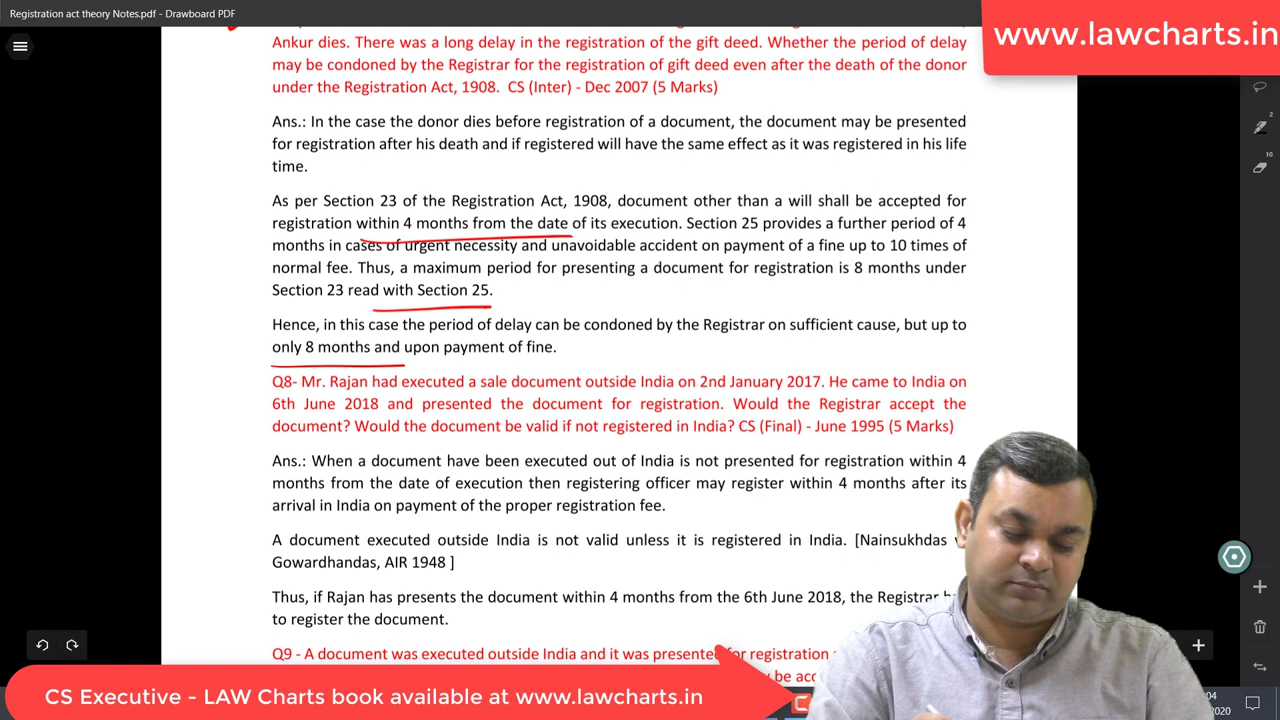 Registration act theory Notes.pdf - Drawboard PDF
www.lawcharts.in
Ankur dies. There was a long delay in the registration of the gift deed. Whether the period of delay
may be condoned by the Registrar for the registration of gift deed even after the death of the donor
under the Registration Act, 1908. CS (Inter) - Dec 2007 (5 Marks)
Ans.: In the case the donor dies before registration of a document, the document may be presented
for registration after his death and if registered will have the same effect as it was registered in his life
time.
As per Section 23 of the Registration Act, 1908, document other than a will shall be accepted for
registration within 4 months from the date of its execution. Section 25 provides a further period of 4
months in cases of urgent necessity and unavoidable accident on payment of a fine up to 10 times of
normal fee. Thus, a maximum period for presenting a document for registration is 8 months under
Section 23 read with Section 25.
Hence, in this case the period of delay can be condoned by the Registrar on sufficient cause, but up to
only 8 months and upon payment of fine.
Q8- Mr. Rajan had executed a sale document outside India on 2nd January 2017. He came to India on
6th June 2018 and presented the document for registration. Would the Registrar accept the
document? Would the document be valid if not registered in India? CS (Final) - June 1995 (5 Marks)
Ans.: When a document have been executed out of India is not presented for registration within 4
months from the date of execution then registering officer may register within 4 months after its
arrival in India on payment of the proper registration fee.
A document executed outside India is not valid unless it is registered in India. [Nainsukhdas
Gowardhandas, AIR 1948 ]
Thus, if Rajan has presents the document within 4 months from the 6th June 2018, the Registrar
to register the document.
Q9 - A document was executed outside India and it was presented for registration
be
CS Executive - LAW Charts book available at www.lawcharts.in
2
10
04
2020